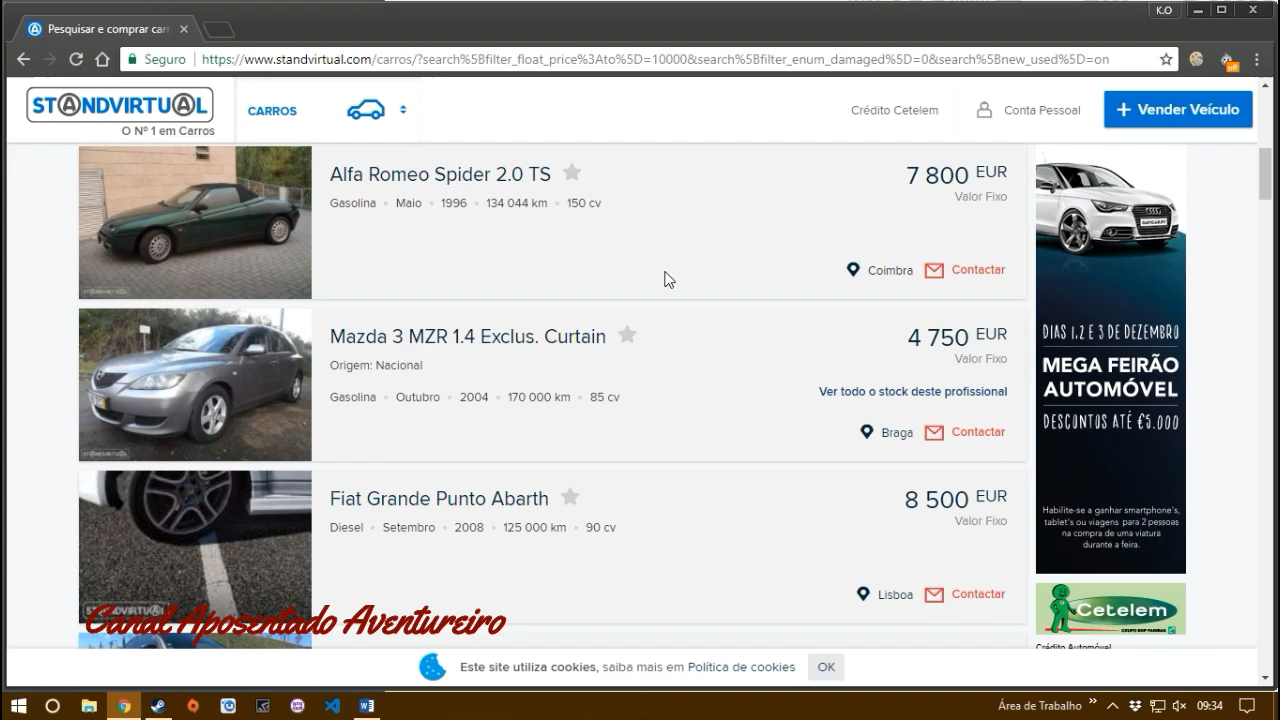 K.O
Pesquisar e comprar carr
Seguro
https://www.standvirtual.com/carros/?search%5Bfilter_float_price%3Ato%5D=10000&search%5Bfilter_enum_damaged%5D=0&search%5Bnew_used%5D=on
off
STANDVIRTUAL
O Nº 1 em Carros
CARROS
Crédito Cetelem
Conta Pessoal
+ Vender Veículo
Alfa Romeo Spider 2.0 TS
7 800 EUR
Gasolina • Maio • 1996 • 134 044 km • 150 cv
Valor Fixo
Coimbra
Contactar
STANDVIRTUAL
Mazda 3 MZR 1.4 Exclus. Curtain
4 750 EUR
Origem: Nacional
Valor Fixo
Ver todo o stock deste profissional
Gasolina • Outubro • 2004 • 170 000 km • 85 cv
Braga
Contactar
STANDVIRTUAL
Fiat Grande Punto Abarth
8 500 EUR
Diesel • Setembro • 2008 • 125 000 km • 90 cv
Valor Fixo
Lisboa
Contactar
STANDVIRTUAL
Canal Aposentado Aventureiro
DIAS 1,2 E 3 DE DEZEMBRO
MEGA FEIRÃO
AUTOMÓVEL
DESCONTOS ATÉ €5.000
Habilite-se a ganhar smartphone's,
tablet's ou viagens para 2 pessoas
na compra de uma viatura
durante a feira.
Cetelem
GRUPO BNP PARIBAS
Crédito Automóvel
Este site utiliza cookies, saiba mais em Política de cookies
OK
Área de Trabalho
09:34